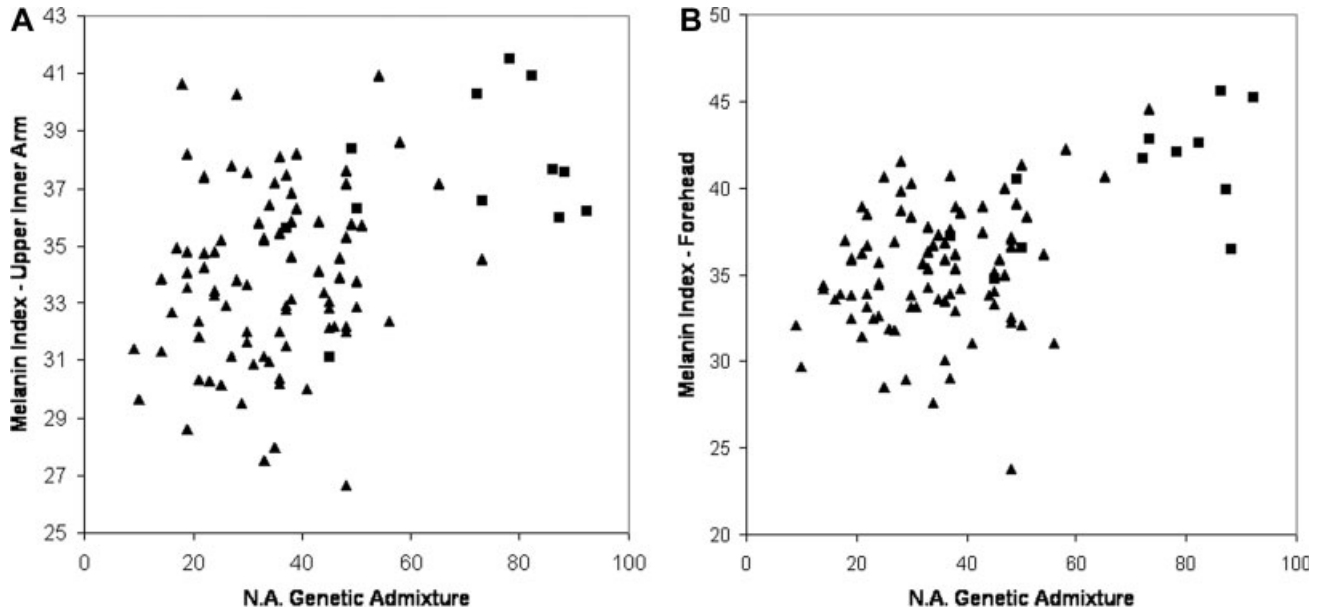 A
43
41
39
37
35
33
31
29
27
25
0 20 40 60 80 100
Melanin Index - Upper Inner Arm
N.A. Genetic Admixture
B
50
45
40
35
30
25
20
0 20 40 60 80 100
Melanin Index - Forehead
N.A. Genetic Admixture